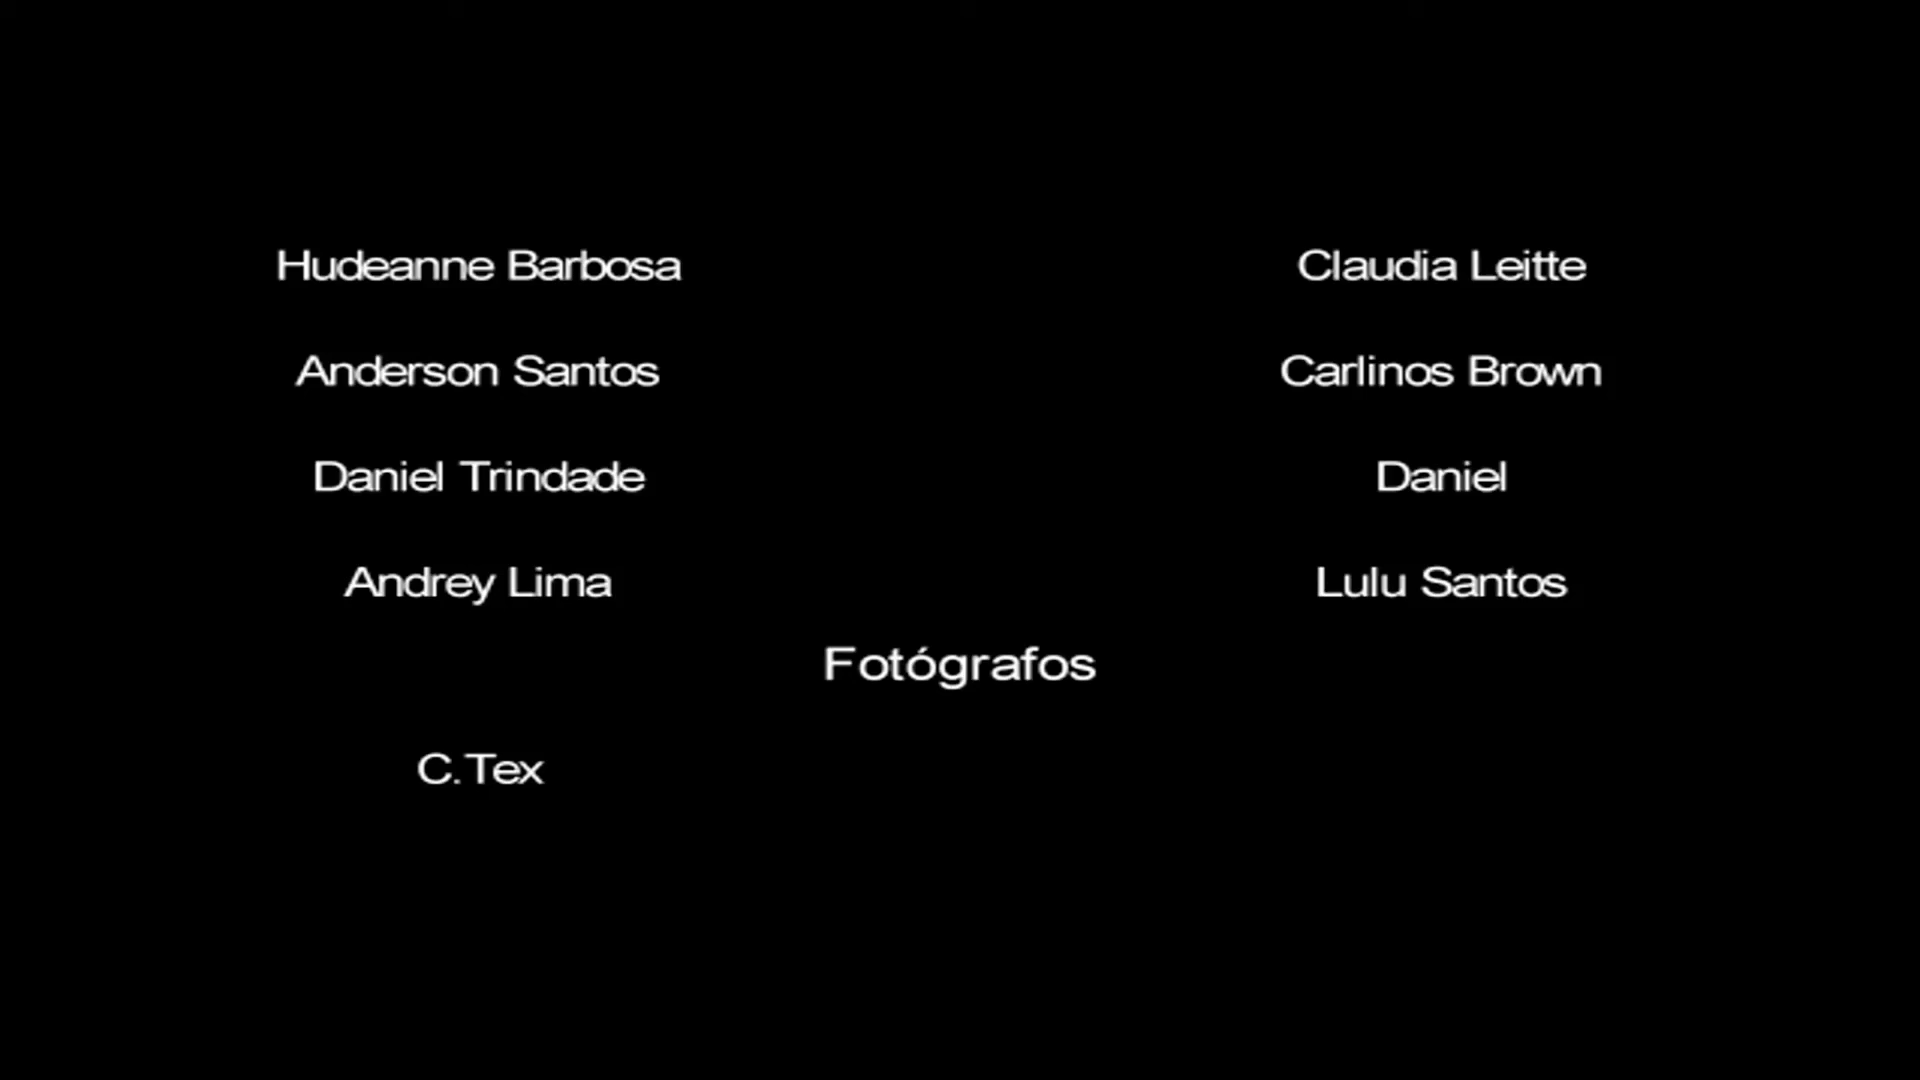 Hudeanne Barbosa Claudia Leitte
Anderson Santos Carlinos Brown
Daniel Trindade Daniel
Andrey Lima Lulu Santos
Fotógrafos
C.Tex